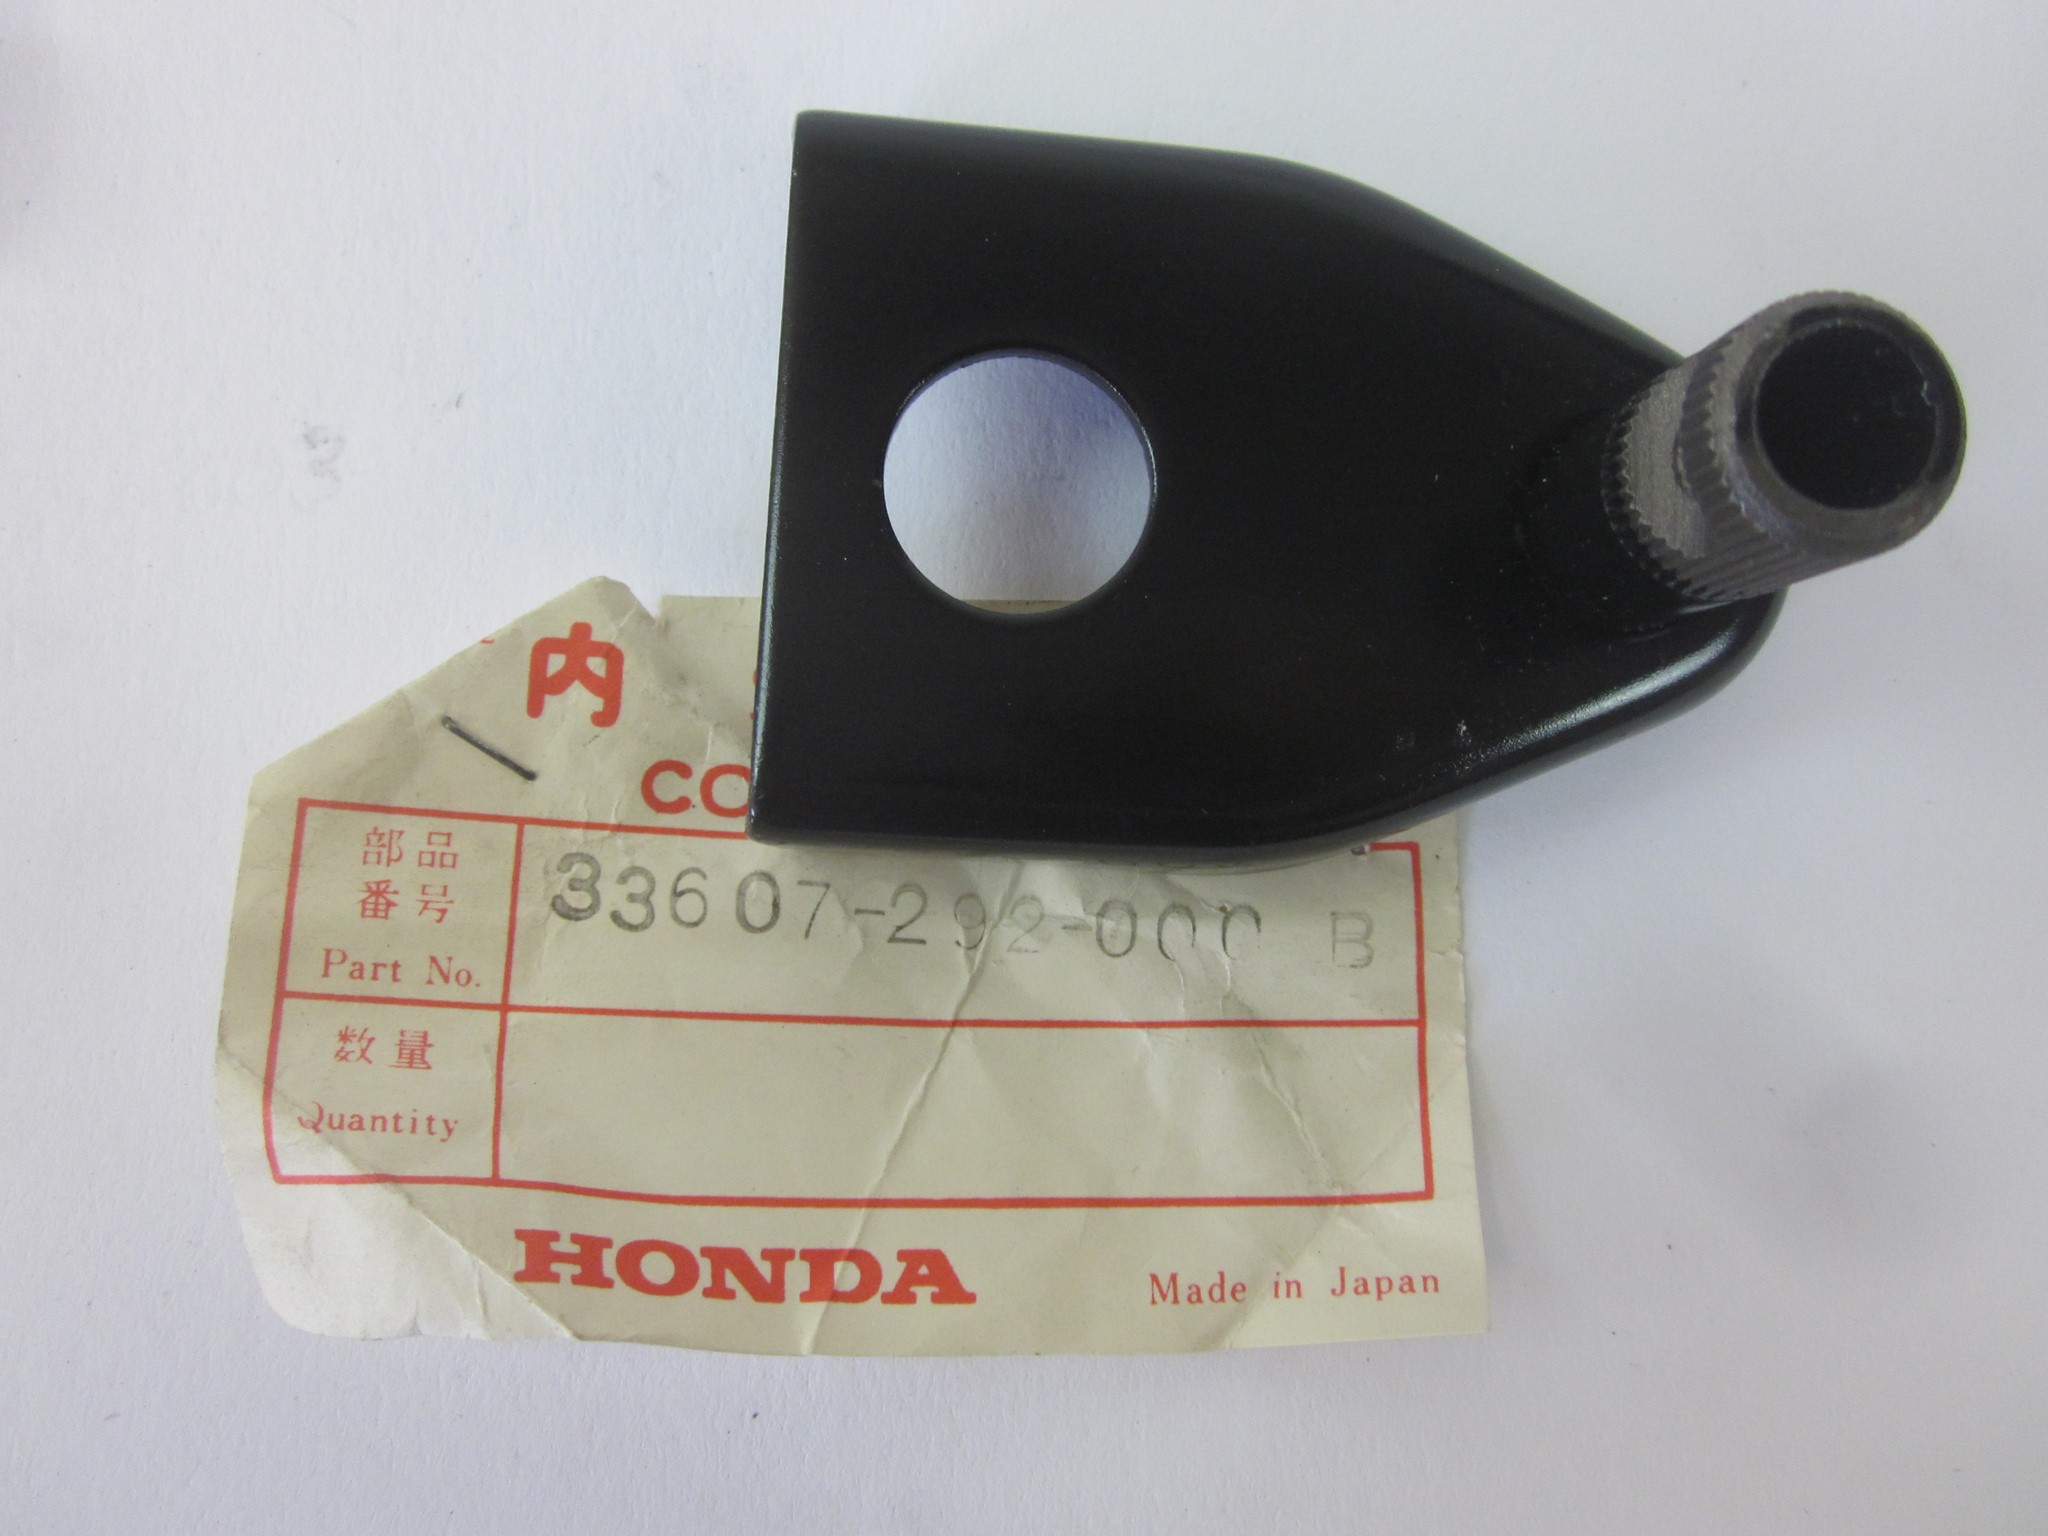 内
CO
部品
番号
Part No.
33607-292-000 B
数量
Quantity
HONDA
Made in Japan